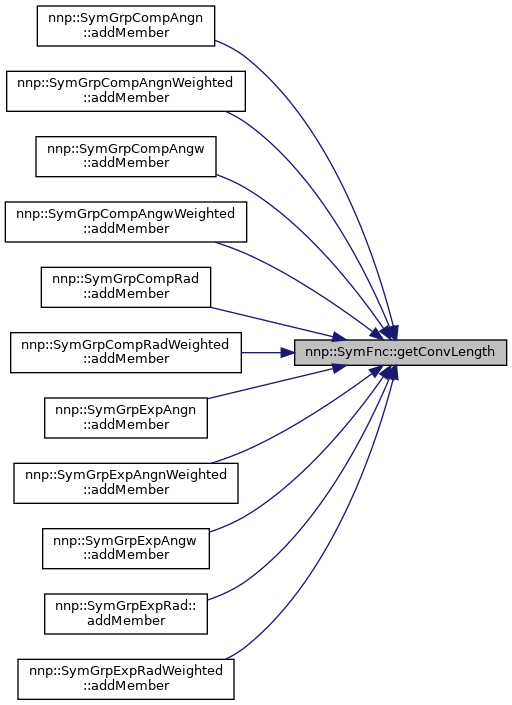 nnp::SymGrpCompAngn
::addMember
nnp::SymGrpCompAngnWeighted
::addMember
nnp::SymGrpCompAngw
::addMember
nnp::SymGrpCompAngwWeighted
::addMember
nnp::SymGrpCompRad
::addMember
nnp::SymGrpCompRadWeighted
::addMember
nnp::SymFnc::getConvLength
nnp::SymGrpExpAngn
::addMember
nnp::SymGrpExpAngnWeighted
::addMember
nnp::SymGrpExpAngw
::addMember
nnp::SymGrpExpRad::
addMember
nnp::SymGrpExpRadWeighted
::addMember